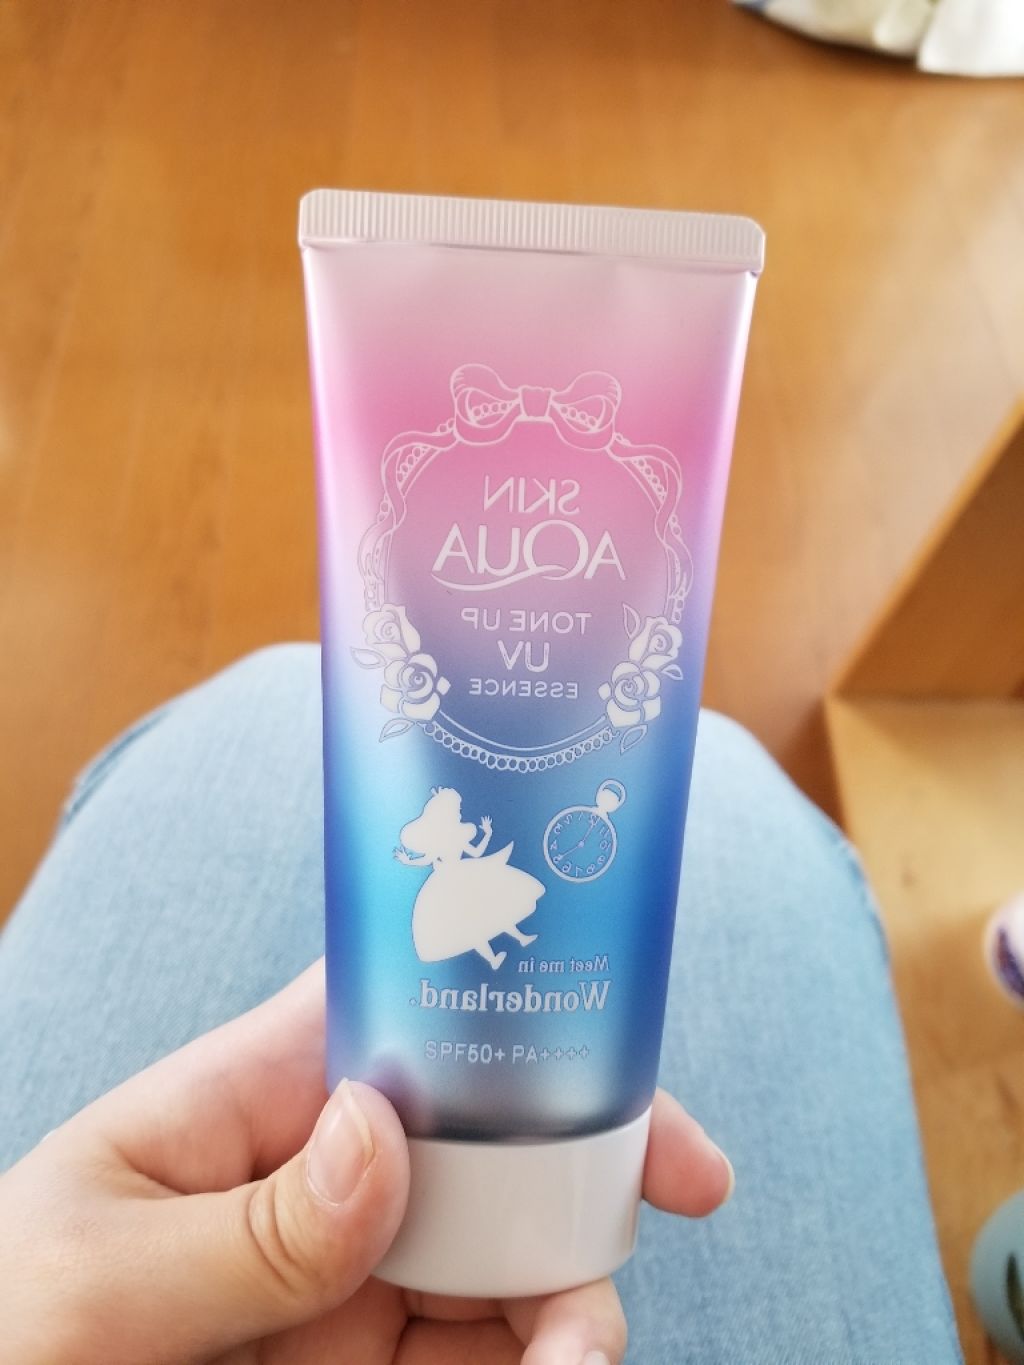 SKIN
AQUA
TONE UP
UV
ESSENCE
Meet me in
Wonderland.
SPF50+ PA++++